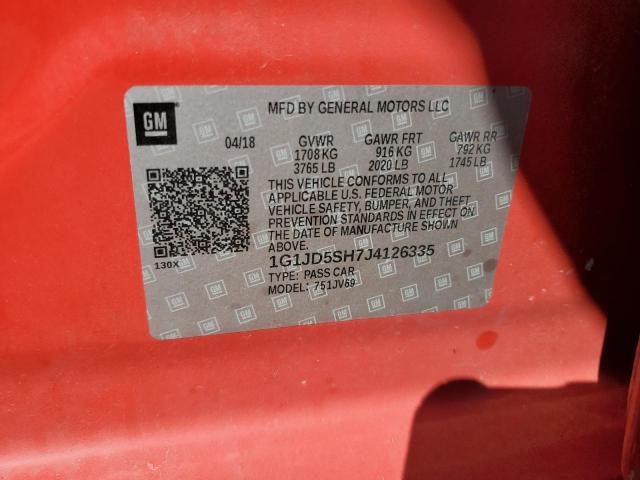 GM
MFD BY GENERAL MOTORS LLC
04/18 GVWR GAWR FRT GAWR RR
1708 KG 916 KG 792 KG
3765 LB 2020 LB 1745 LB
THIS VEHICLE CONFORMS TO ALL
APPLICABLE U.S. FEDERAL MOTOR
VEHICLE SAFETY, BUMPER, AND THEFT
PREVENTION STANDARDS IN EFFECT ON
THE DATE OF MANUFACTURE SHOWN
ABOVE.
130X
1G1JD5SH7J4126335
TYPE: PASS CAR
MODEL: 751JV69